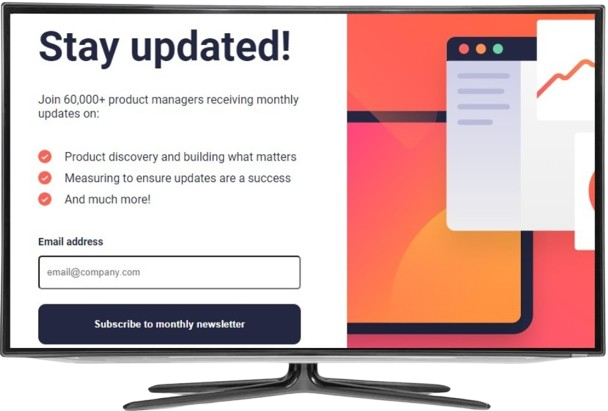 Stay updated!
Join 60,000+ product managers receiving monthly
updates on:
Product discovery and building what matters
Measuring to ensure updates are a success
And much more!
Email address
email@company.com
Subscribe to monthly newsletter